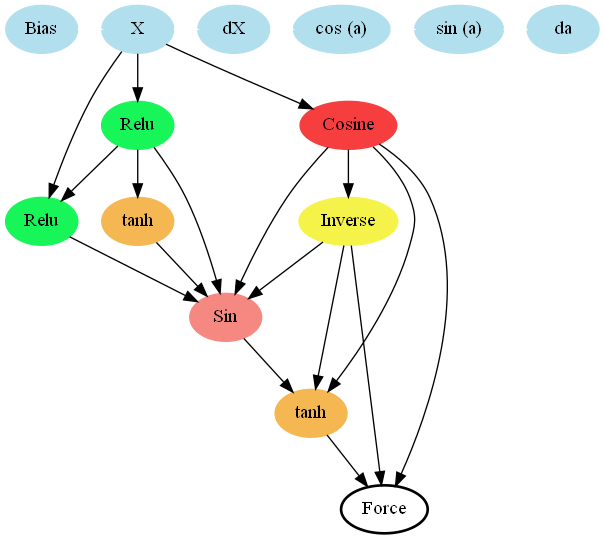 Bias
X
dX
cos (a)
sin (a)
da
Relu
Cosine
Relu
tanh
Inverse
Sin
tanh
Force